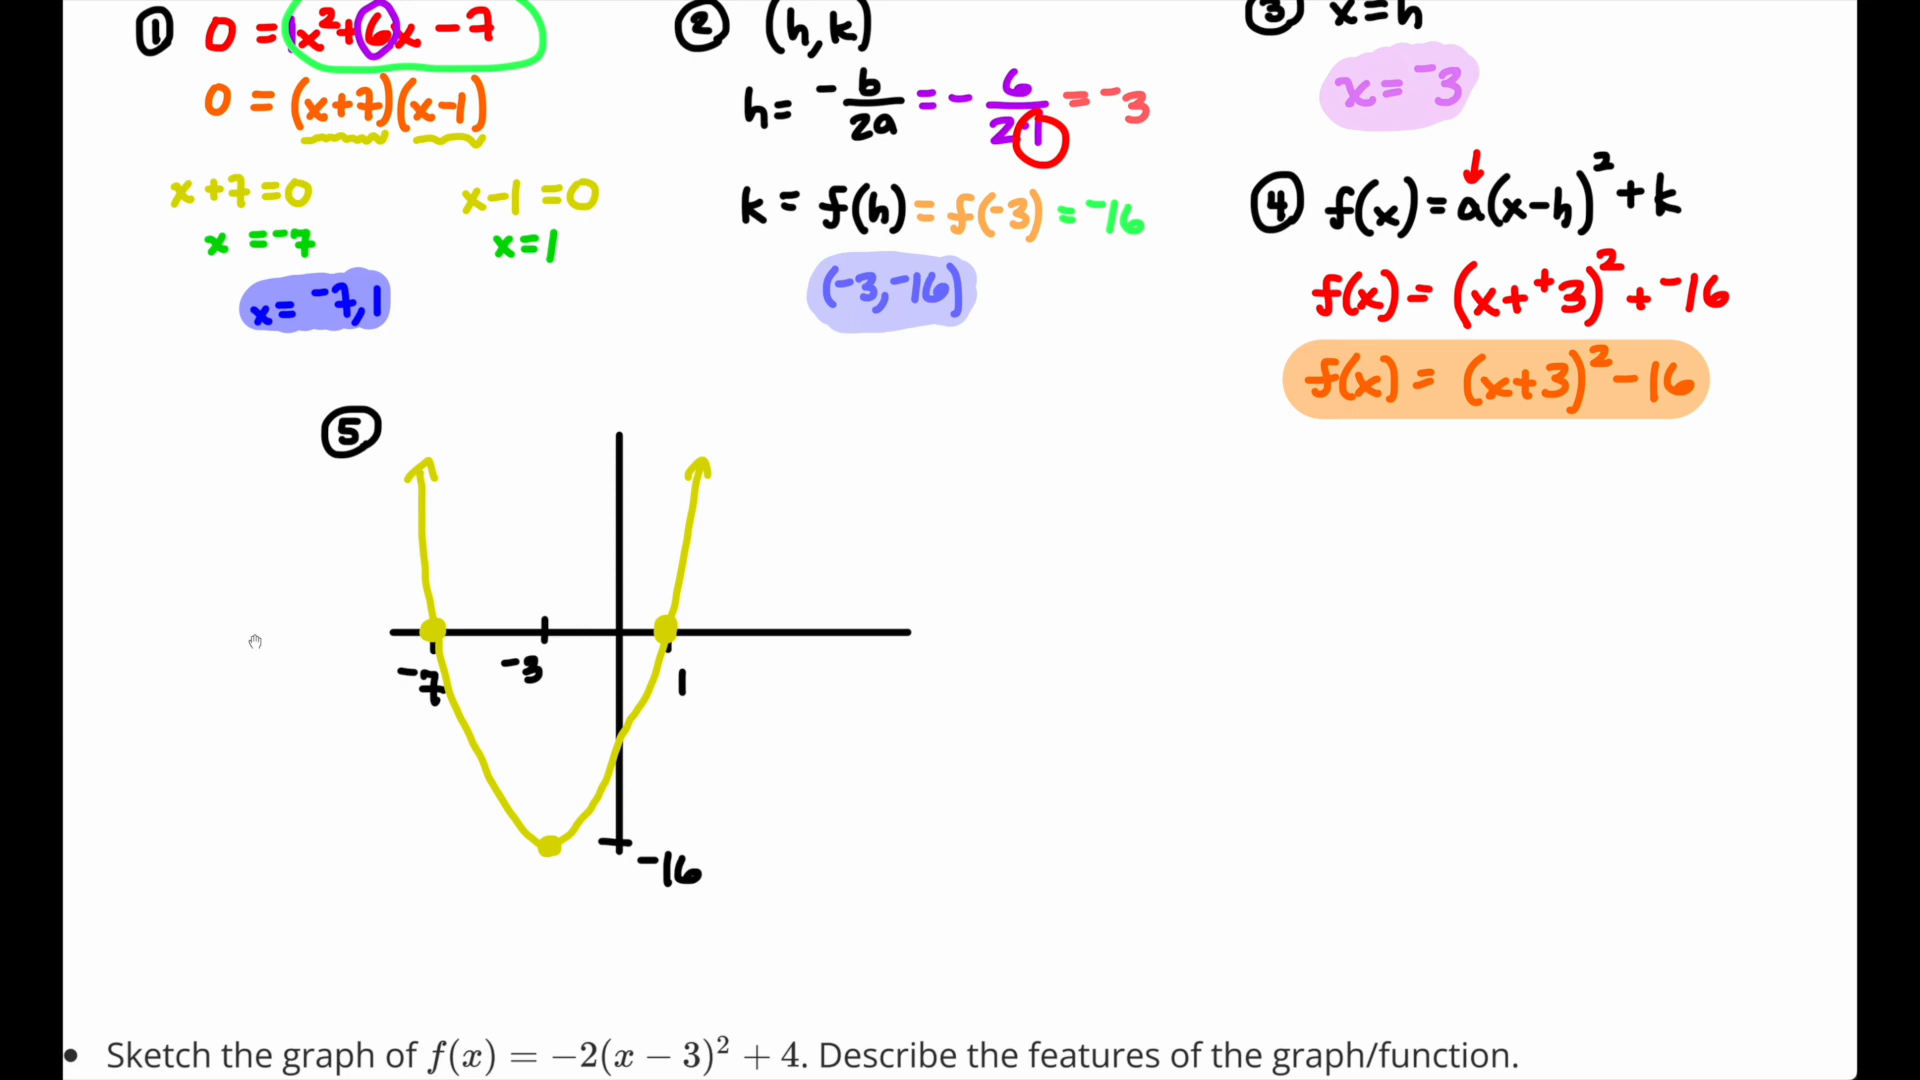 ① 0 = 1x² + 6x - 7
0 = (x+7)(x-1)
x+7=0 x-1=0
x = ⁻7 x=1
x= ⁻7, 1
② (h, k)
h= - b/2a = - 6/2·1 = ⁻3
k = f(h) = f(-3) = ⁻16
(⁻3, ⁻16)
③ x=h
x= ⁻3
④ f(x) = a(x-h)² + k
f(x) = (x+⁺3)² + ⁻16
f(x) = (x+3)² - 16
⑤
⁻7 ⁻3 1
-16
• Sketch the graph of f(x) = −2(x − 3)² + 4. Describe the features of the graph/function.